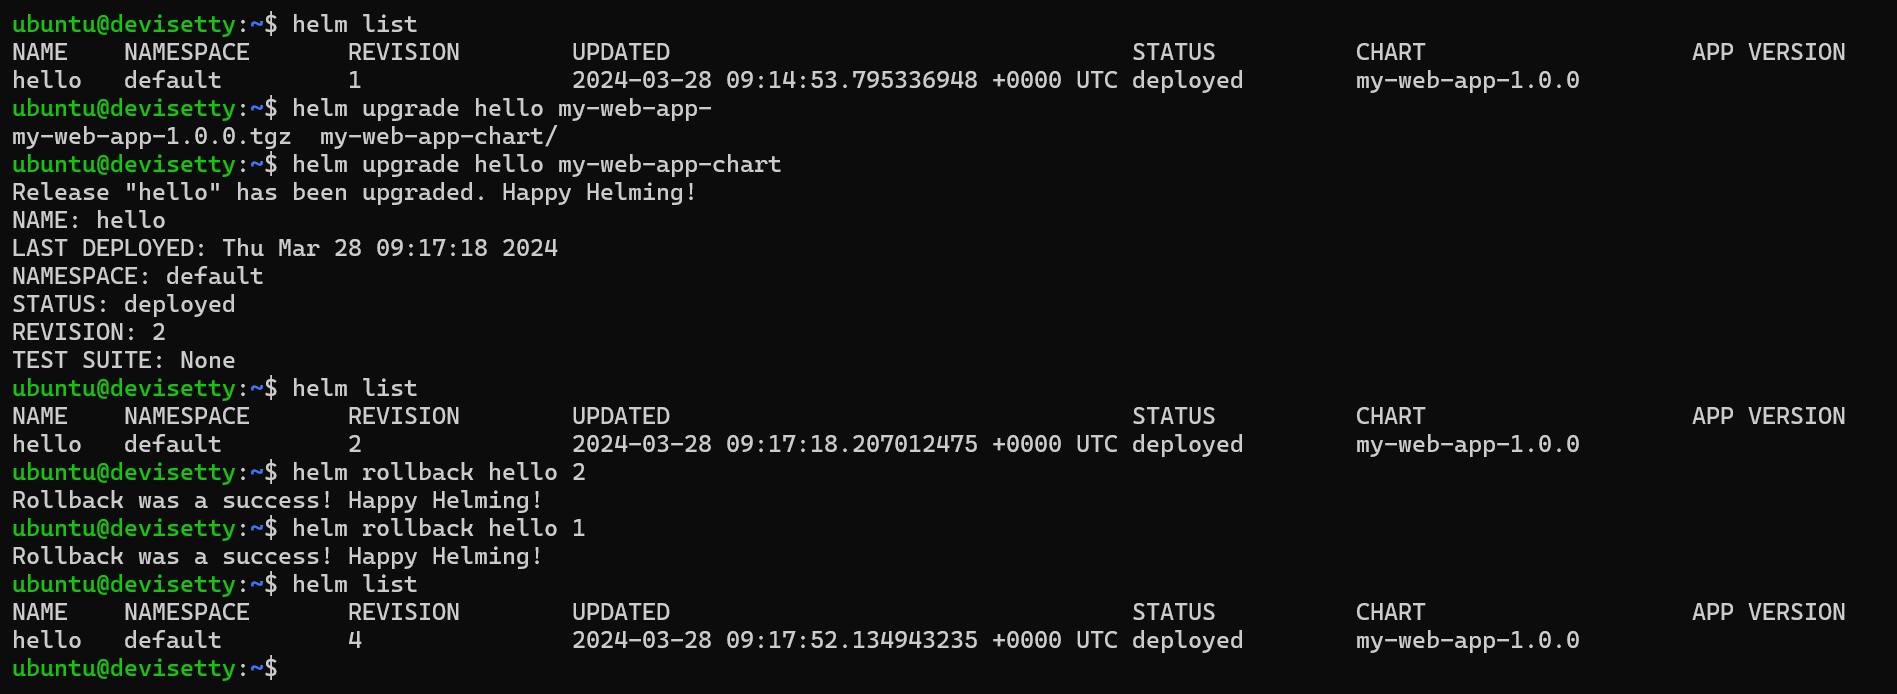 ubuntu@devisetty:~$ helm list
NAME    NAMESPACE       REVISION        UPDATED                                 STATUS          CHART                   APP VERSION
hello   default         1               2024-03-28 09:14:53.795336948 +0000 UTC deployed        my-web-app-1.0.0
ubuntu@devisetty:~$ helm upgrade hello my-web-app-
my-web-app-1.0.0.tgz  my-web-app-chart/
ubuntu@devisetty:~$ helm upgrade hello my-web-app-chart
Release "hello" has been upgraded. Happy Helming!
NAME: hello
LAST DEPLOYED: Thu Mar 28 09:17:18 2024
NAMESPACE: default
STATUS: deployed
REVISION: 2
TEST SUITE: None
ubuntu@devisetty:~$ helm list
NAME    NAMESPACE       REVISION        UPDATED                                 STATUS          CHART                   APP VERSION
hello   default         2               2024-03-28 09:17:18.207012475 +0000 UTC deployed        my-web-app-1.0.0
ubuntu@devisetty:~$ helm rollback hello 2
Rollback was a success! Happy Helming!
ubuntu@devisetty:~$ helm rollback hello 1
Rollback was a success! Happy Helming!
ubuntu@devisetty:~$ helm list
NAME    NAMESPACE       REVISION        UPDATED                                 STATUS          CHART                   APP VERSION
hello   default         4               2024-03-28 09:17:52.134943235 +0000 UTC deployed        my-web-app-1.0.0
ubuntu@devisetty:~$